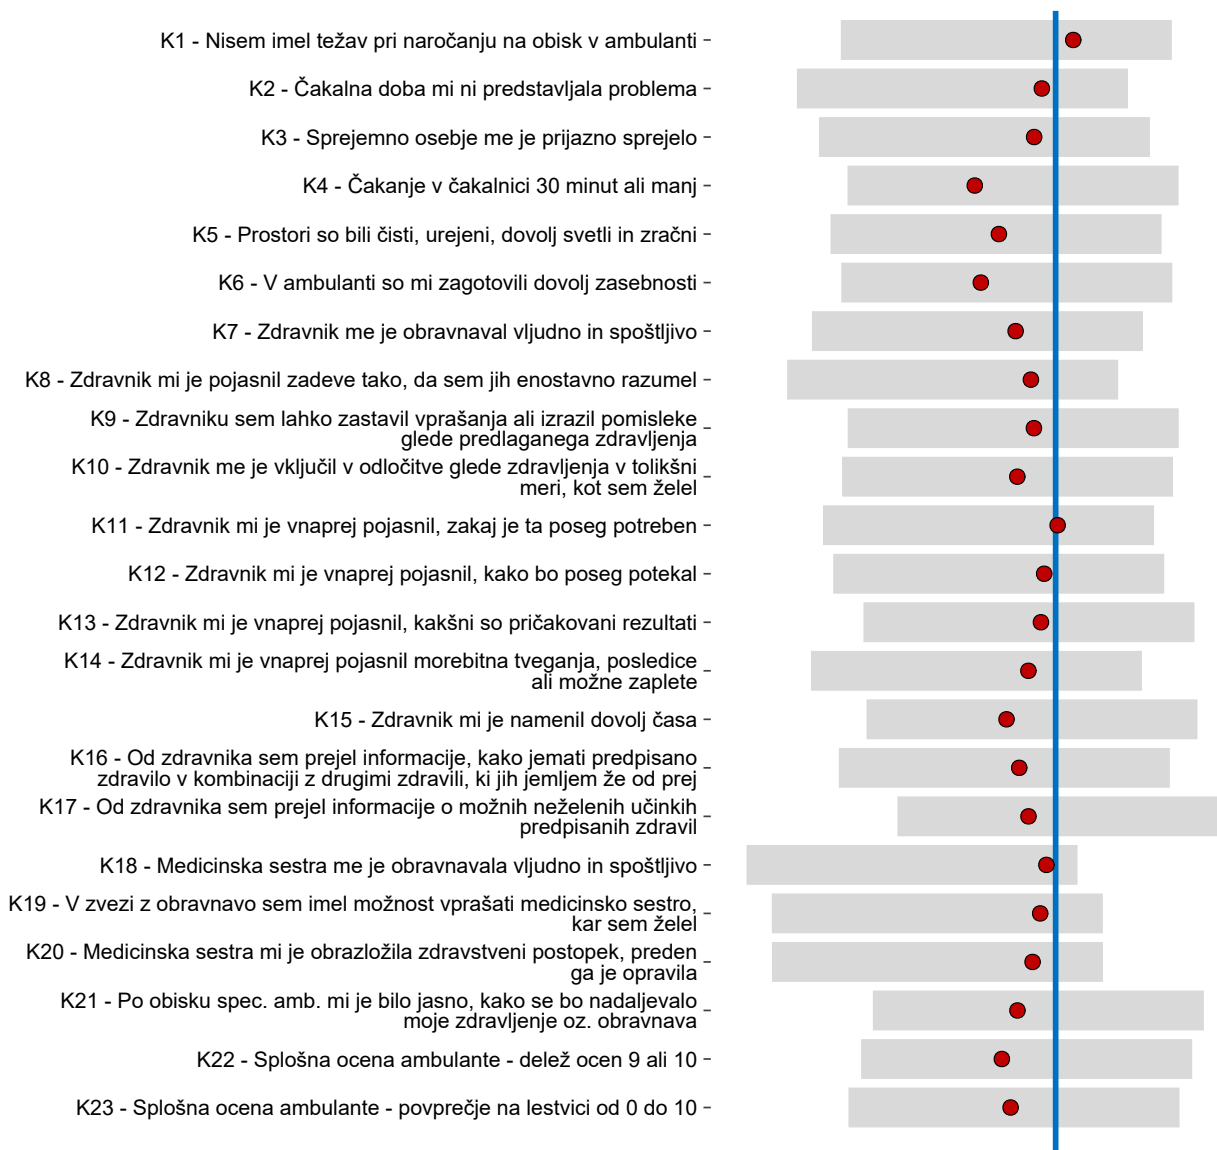 K1 - Nisem imel težav pri naročanju na obisk v ambulanti
K2 - Čakalna doba mi ni predstavljala problema
K3 - Sprejemno osebje me je prijazno sprejelo
K4 - Čakanje v čakalnici 30 minut ali manj
K5 - Prostori so bili čisti, urejeni, dovolj svetli in zračni
K6 - V ambulanti so mi zagotovili dovolj zasebnosti
K7 - Zdravnik me je obravnaval vljudno in spoštljivo
K8 - Zdravnik mi je pojasnil zadeve tako, da sem jih enostavno razumel
K9 - Zdravniku sem lahko zastavil vprašanja ali izrazil pomisleke
glede predlaganega zdravljenja
K10 - Zdravnik me je vključil v odločitve glede zdravljenja v tolikšni
meri, kot sem želel
K11 - Zdravnik mi je vnaprej pojasnil, zakaj je ta poseg potreben
K12 - Zdravnik mi je vnaprej pojasnil, kako bo poseg potekal
K13 - Zdravnik mi je vnaprej pojasnil, kakšni so pričakovani rezultati
K14 - Zdravnik mi je vnaprej pojasnil morebitna tveganja, posledice
ali možne zaplete
K15 - Zdravnik mi je namenil dovolj časa
K16 - Od zdravnika sem prejel informacije, kako jemati predpisano
zdravilo v kombinaciji z drugimi zdravili, ki jih jemljem že od prej
K17 - Od zdravnika sem prejel informacije o možnih neželenih učinkih
predpisanih zdravil
K18 - Medicinska sestra me je obravnavala vljudno in spoštljivo
K19 - V zvezi z obravnavo sem imel možnost vprašati medicinsko sestro,
kar sem želel
K20 - Medicinska sestra mi je obrazložila zdravstveni postopek, preden
ga je opravila
K21 - Po obisku spec. amb. mi je bilo jasno, kako se bo nadaljevalo
moje zdravljenje oz. obravnava
K22 - Splošna ocena ambulante - delež ocen 9 ali 10
K23 - Splošna ocena ambulante - povprečje na lestvici od 0 do 10